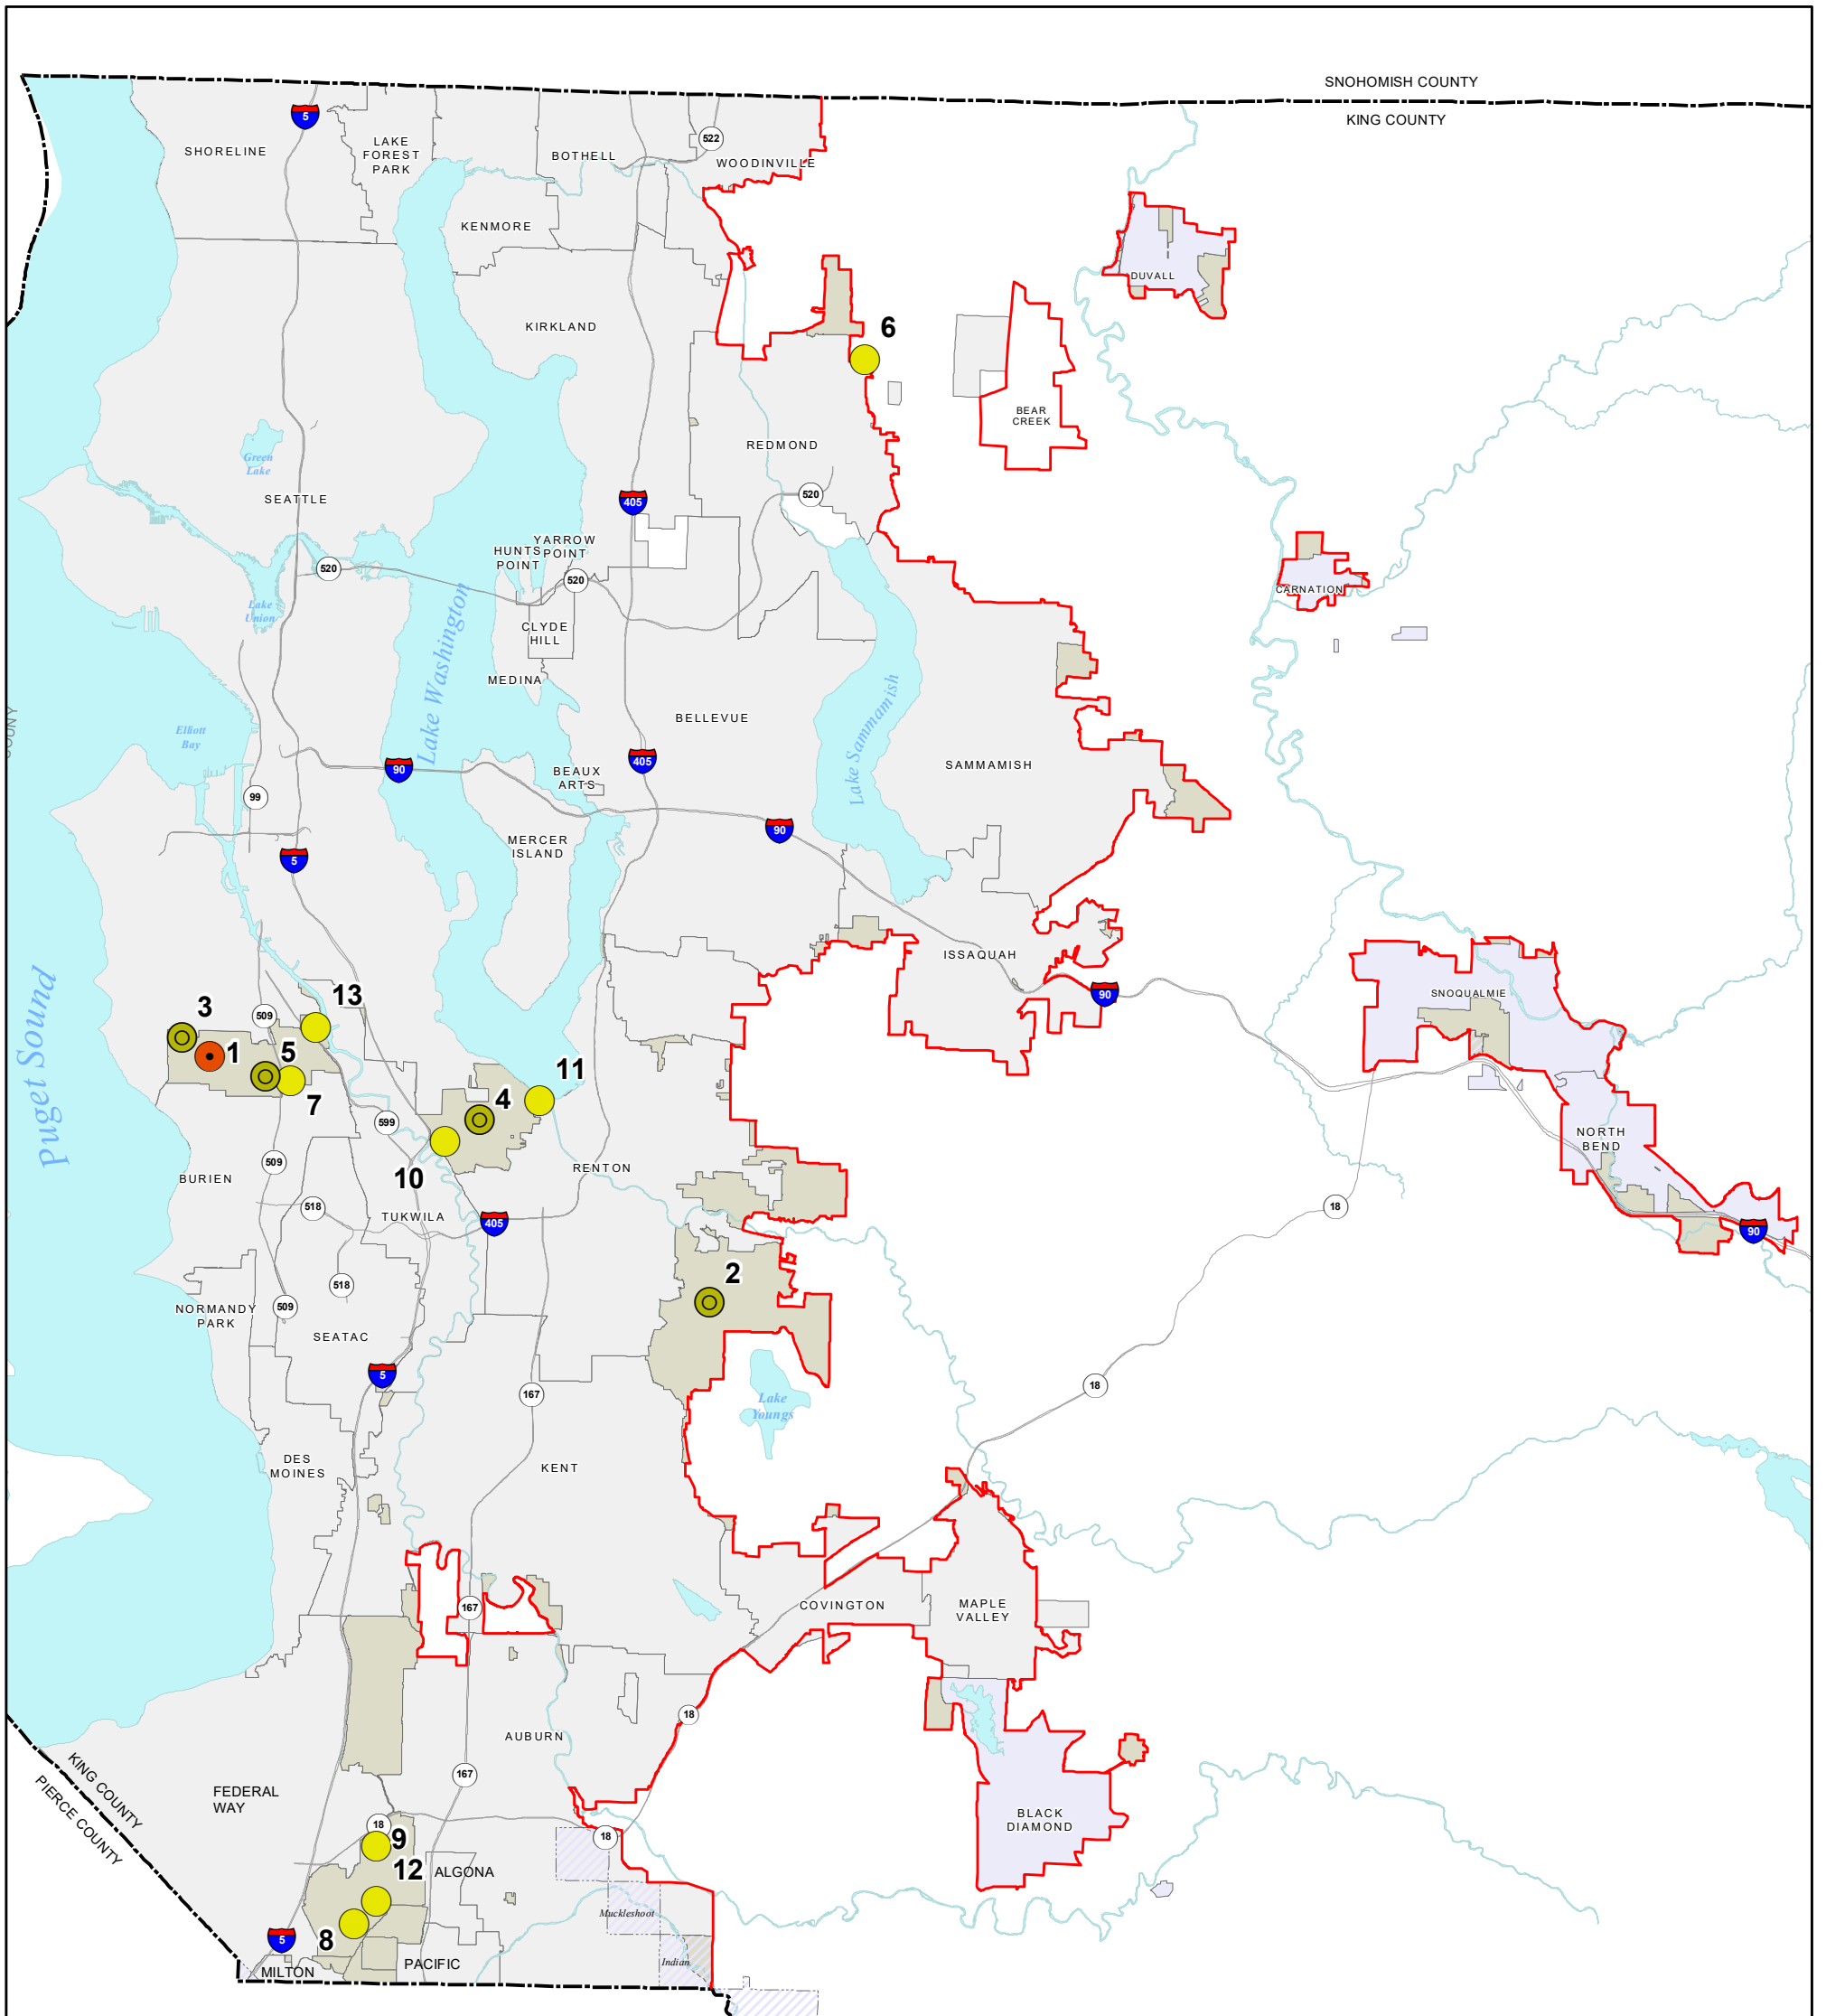 SNOHOMISH COUNTY
KING COUNTY
5
SHORELINE
LAKE
FOREST
PARK
BOTHELL
522
WOODINVILLE
KENMORE
DUVALL
KIRKLAND
6
BEAR
CREEK
REDMOND
Green
Lake
SEATTLE
405
520
HUNTS
POINT
YARROW
POINT
520
520
CARNATION
Lake
Union
CLYDE
HILL
Lake Washington
MEDINA
BELLEVUE
Lake Sammamish
Elliott
Bay
COUNTY
90
405
BEAUX
ARTS
SAMMAMISH
99
MERCER
ISLAND
90
5
ISSAQUAH
90
SNOQUALMIE
Puget Sound
13
3
509
1
5
7
11
4
599
10
NORTH
BEND
BURIEN
509
RENTON
518
TUKWILA
405
18
90
2
518
509
NORMANDY
PARK
SEATAC
5
167
18
Lake
Youngs
DES
MOINES
KENT
167
COVINGTON
MAPLE
VALLEY
18
AUBURN
KING COUNTY
PIERCE COUNTY
167
FEDERAL
WAY
BLACK
DIAMOND
18
9
18
12
ALGONA
Muckleshoot
8
5
MILTON
PACIFIC
Indian